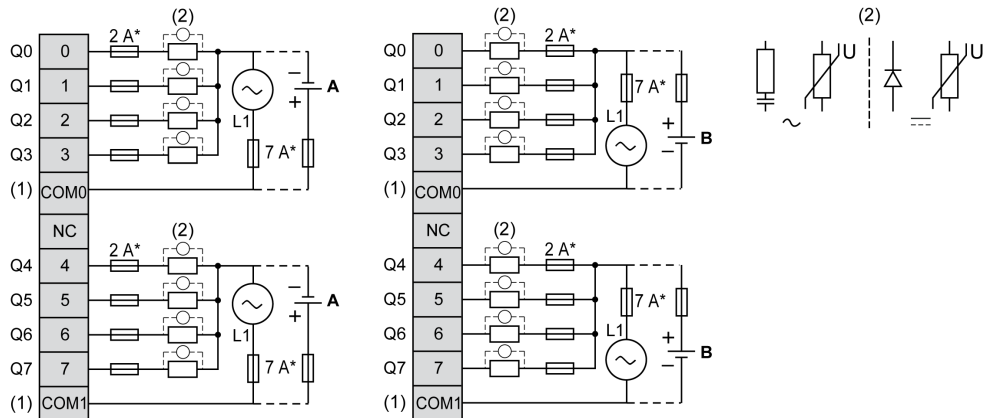 (2) (2) (2)
2 A* 2 A*
Q0 0 Q0 0 U U
Q1 1 − A Q1 1 7 A*
+
Q2 2 L1 Q2 2 L1 +
B
Q3 3 7 A* Q3 3 −
(1) COM0 (1) COM0
NC NC
(2) (2)
2 A* 2 A*
Q4 4 Q4 4
− A
Q5 5 + Q5 5 7 A*
Q6 6 L1 Q6 6 L1 +
B
Q7 7 7 A* Q7 7 −
(1) COM1 (1) COM1